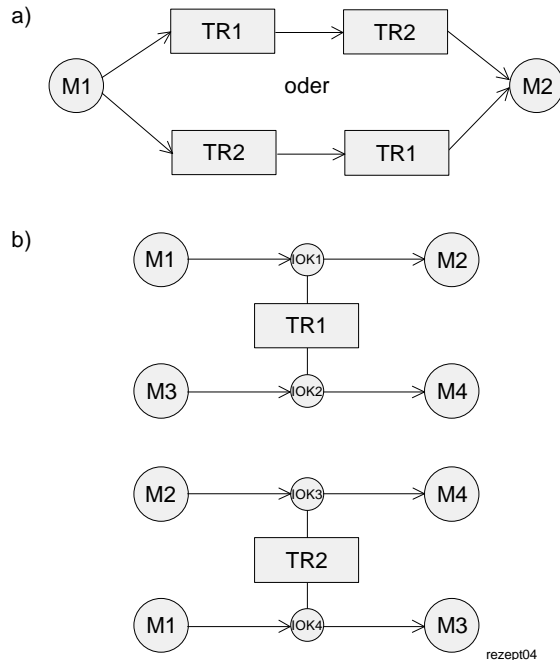 a)
TR1 TR2
M1 oder M2
TR2 TR1
b)
M1 IOK1 M2
TR1
M3 IOK2 M4
M2 IOK3 M4
TR2
M1 IOK4 M3
rezept04